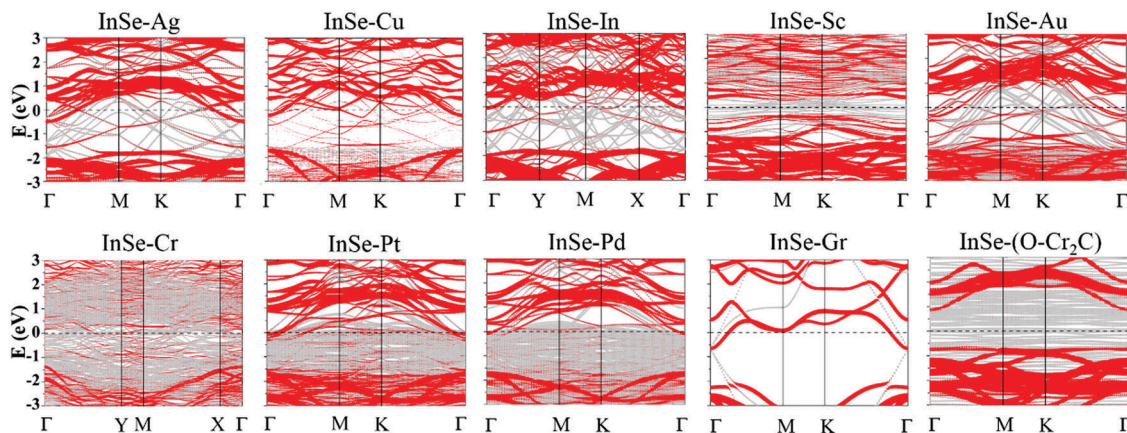 InSe-Ag InSe-Cu InSe-In InSe-Sc InSe-Au
E (eV)
3
2
1
0
-1
-2
-3
Γ M K Γ Γ M K Γ Γ Y M X Γ Γ M K Γ Γ M K Γ
InSe-Cr InSe-Pt InSe-Pd InSe-Gr InSe-(O-Cr₂C)
E (eV)
3
2
1
0
-1
-2
-3
Γ Y M X Γ Γ M K Γ Γ M K Γ Γ M K Γ Γ M K Γ